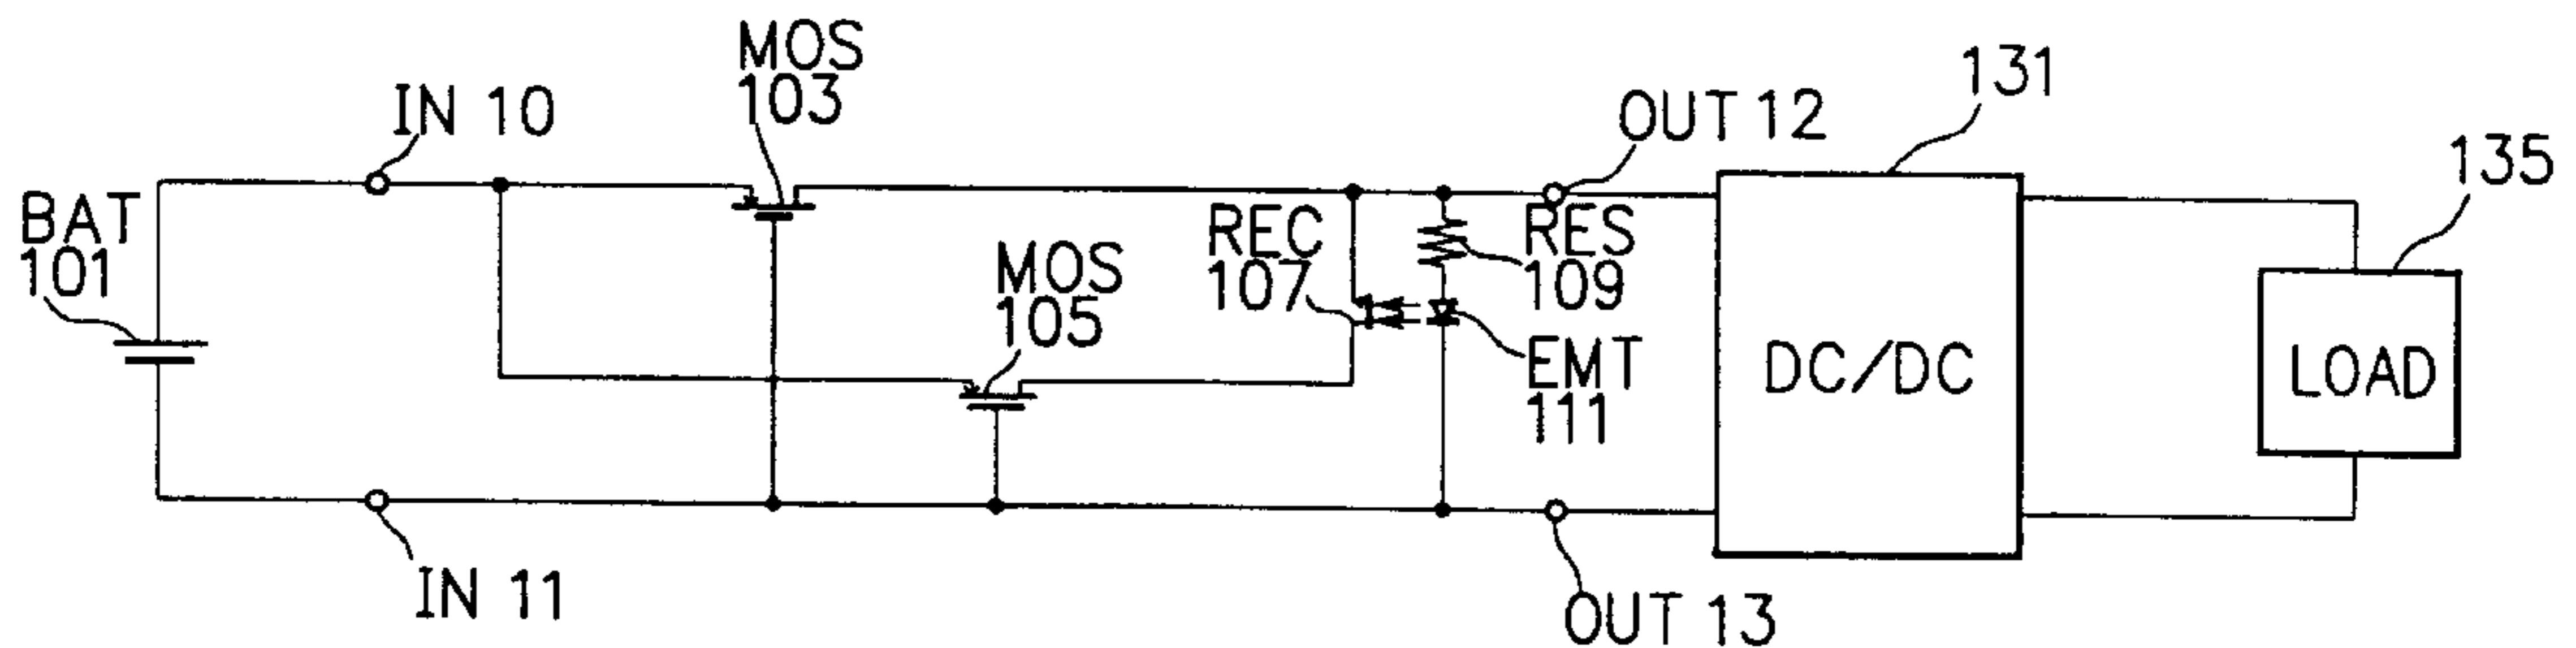 MOS
103
IN 10
OUT 12
131
135
BAT
101
MOS
105
REC
107
RES
109
EMT
111
DC/DC
LOAD
IN 11
OUT 13